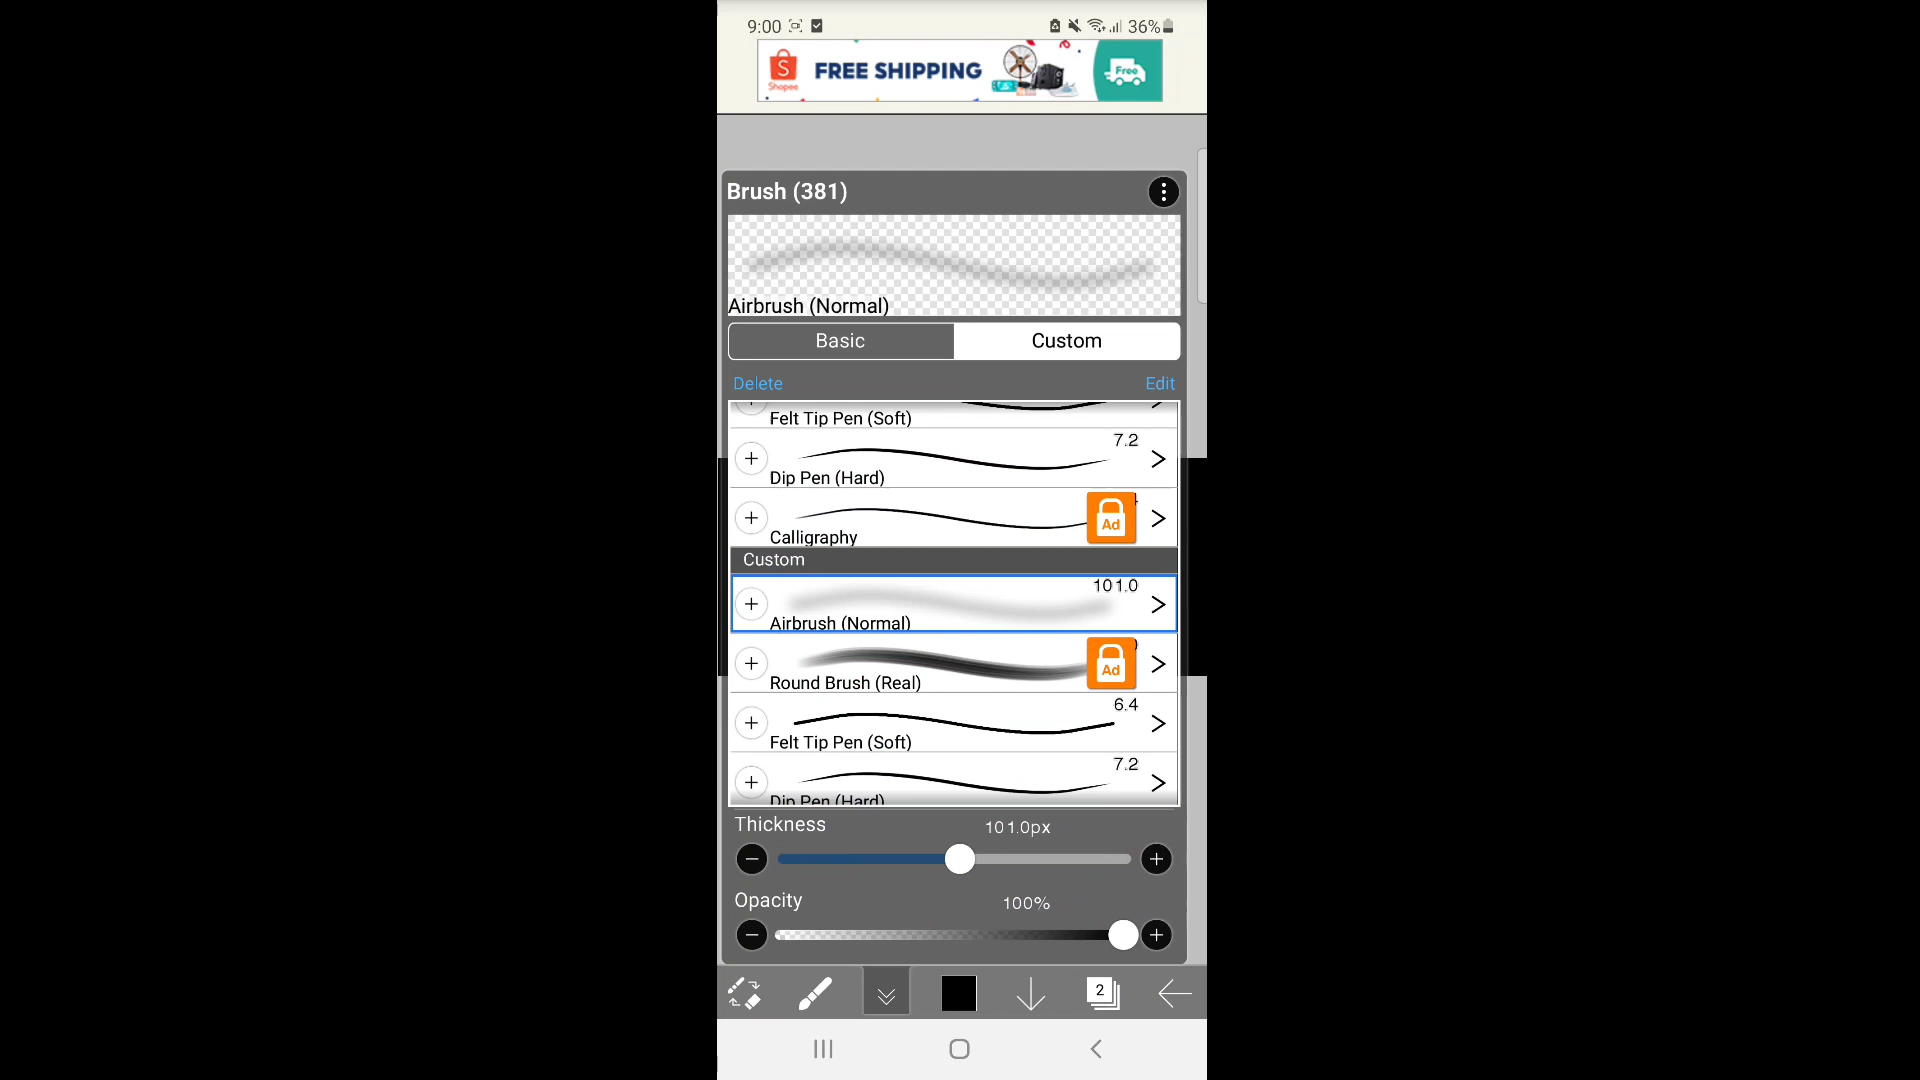 9:00
36%
Shopee
FREE SHIPPING
Free
Brush (381)
Airbrush (Normal)
Basic
Custom
Delete
Edit
Felt Tip Pen (Soft)
7.2
Dip Pen (Hard)
Ad
Calligraphy
Custom
101.0
Airbrush (Normal)
Ad
Round Brush (Real)
6.4
Felt Tip Pen (Soft)
7.2
Dip Pen (Hard)
Thickness
101.0px
Opacity
100%
2